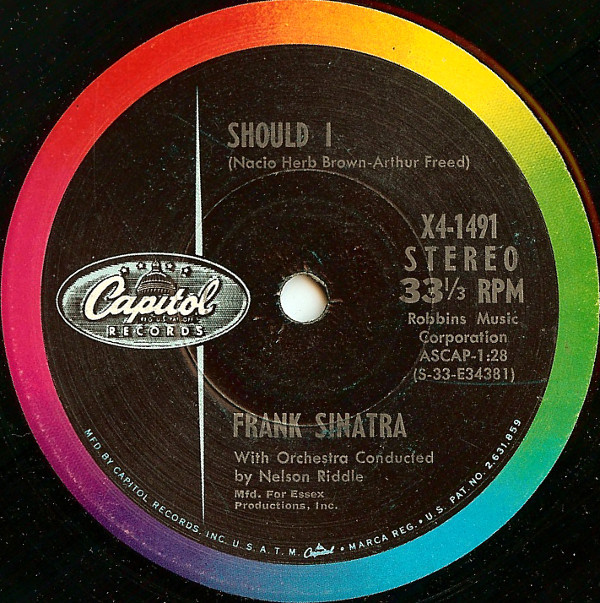 SHOULD I
(Nacio Herb Brown-Arthur Freed)
X4-1491
STEREO
33⅓ RPM
Robbins Music
Corporation
ASCAP-1:28
(S-33-E34381)
Capitol
RECORDS
FRANK SINATRA
With Orchestra Conducted
by Nelson Riddle
Mfd. For Essex
Productions, Inc.
MFD BY CAPITOL RECORDS, INC. U.S.A. T.M. Capitol • MARCA REG. • U.S. PAT. NO. 2,631,859